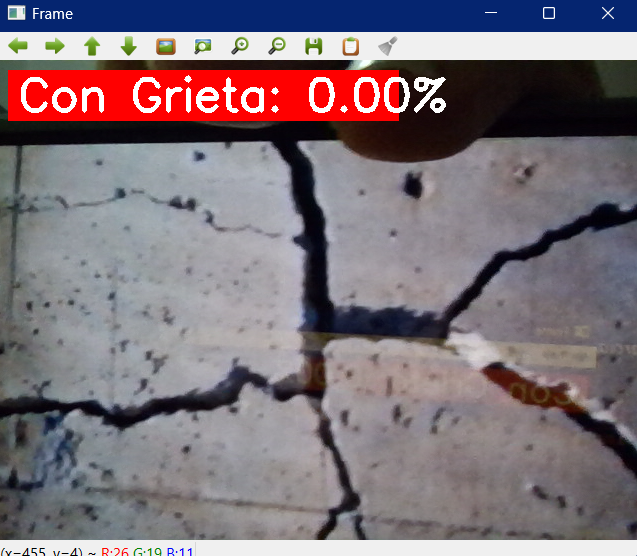 Frame
Con Grieta: 0.00%
(x=455, y=4) ~ R:26 G:19 B:11